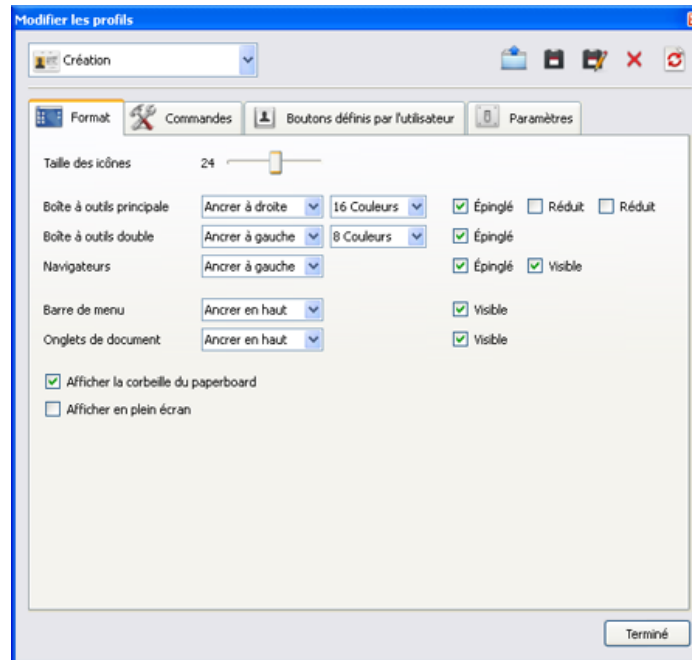 Modifier les profils
Création
Format Commandes Boutons définis par l'utilisateur Paramètres
Taille des icônes 24
Boîte à outils principale Ancrer à droite 16 Couleurs Épinglé Réduit Réduit
Boîte à outils double Ancrer à gauche 8 Couleurs Épinglé
Navigateurs Ancrer à gauche Épinglé Visible
Barre de menu Ancrer en haut Visible
Onglets de document Ancrer en haut Visible
Afficher la corbeille du paperboard
Afficher en plein écran
Terminé